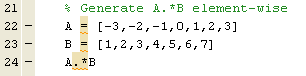 21 % Generate A.*B element-wise
22 - A = [-3,-2,-1,0,1,2,3]
23 - B = [1,2,3,4,5,6,7]
24 - A.*B